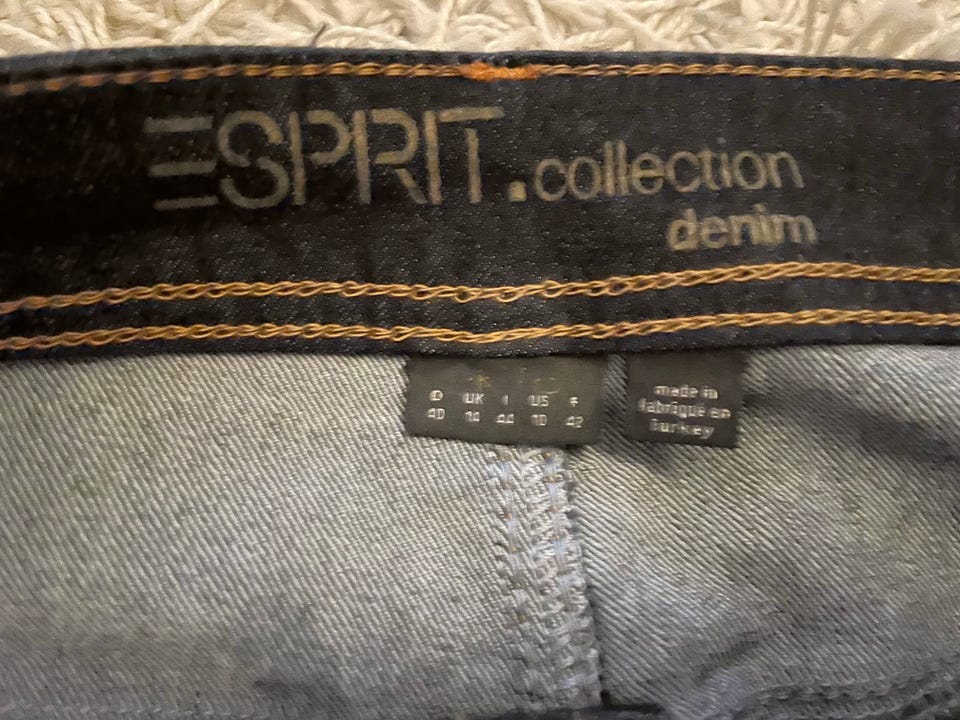 ESPRIT.collection
denim
D UK I US F
40 14 44 10 42
made in
fabriqué en
turkey